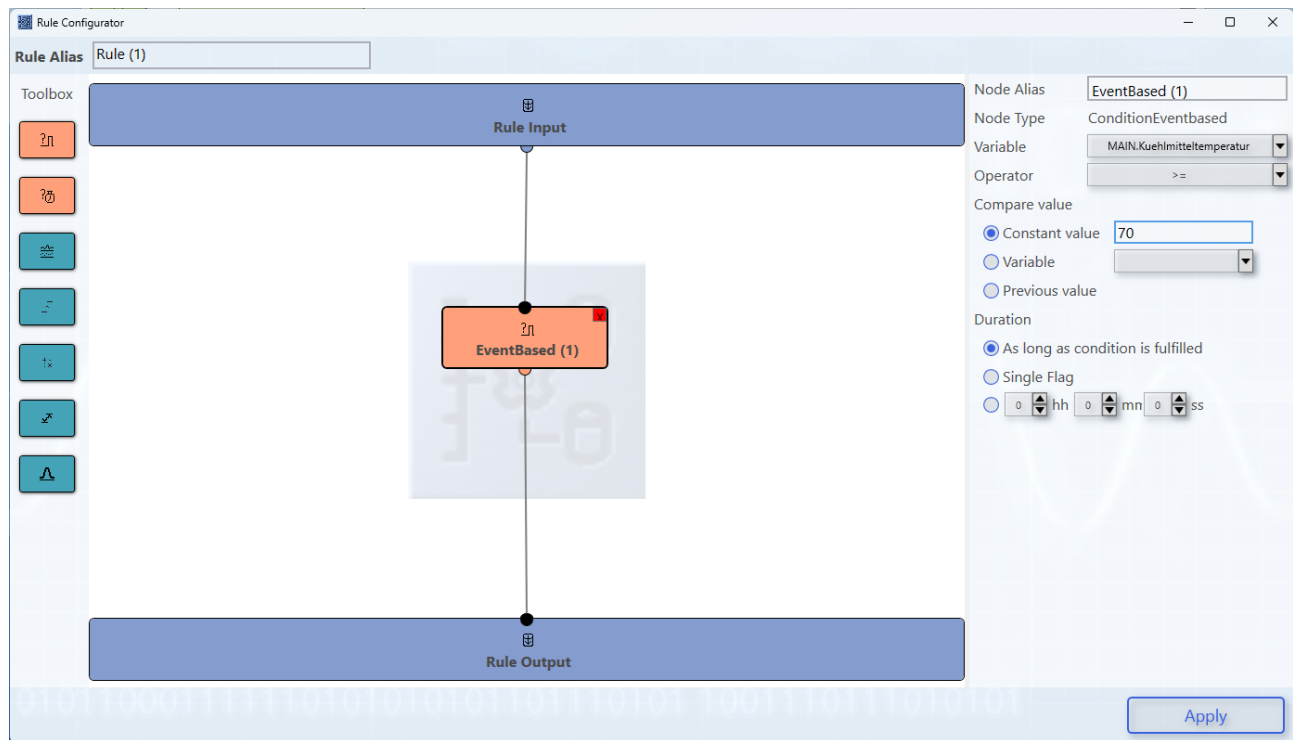 Rule Configurator
Rule Alias Rule (1)
Toolbox
Rule Input
EventBased (1)
Rule Output
Node Alias EventBased (1)
Node Type ConditionEventbased
Variable MAIN.Kuehlmitteltemperatur
Operator >=
Compare value
Constant value 70
Variable
Previous value
Duration
As long as condition is fulfilled
Single Flag
0 hh 0 mm 0 ss
Apply